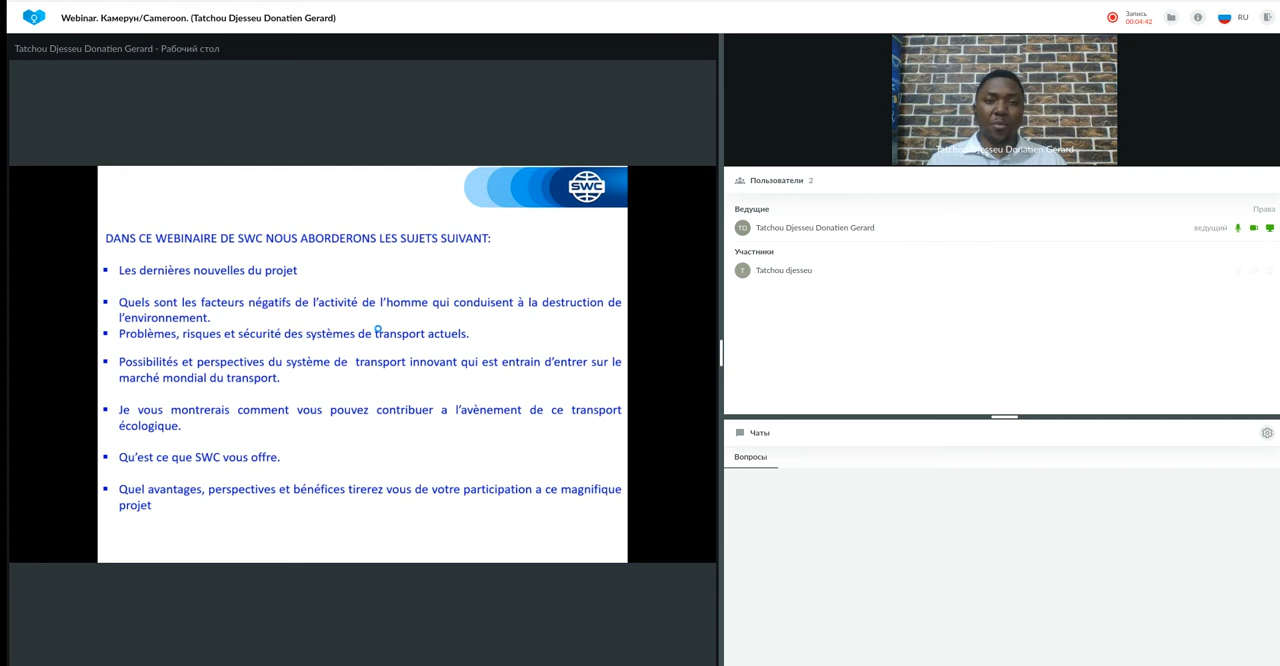 Webinar. Камерун/Cameroon. (Tatchou Djesseu Donatien Gerard)
Запись
00:04:42
RU
Tatchou Djesseu Donatien Gerard - Рабочий стол
SWC
DANS CE WEBINAIRE DE SWC NOUS ABORDERONS LES SUJETS SUIVANT:
▪ Les dernières nouvelles du projet
▪ Quels sont les facteurs négatifs de l’activité de l’homme qui conduisent à la destruction de
l’environnement.
▪ Problèmes, risques et sécurité des systèmes de transport actuels.
▪ Possibilités et perspectives du système de transport innovant qui est entrain d’entrer sur le
marché mondial du transport.
▪ Je vous montrerais comment vous pouvez contribuer a l’avènement de ce transport
écologique.
▪ Qu’est ce que SWC vous offre.
▪ Quel avantages, perspectives et bénéfices tirerez vous de votre participation a ce magnifique
projet
Tatchou Djesseu Donatien Gerard
Пользователи 2
Ведущие Права
TD Tatchou Djesseu Donatien Gerard ведущий
Участники
T Tatchou djesseu
Чаты
Вопросы